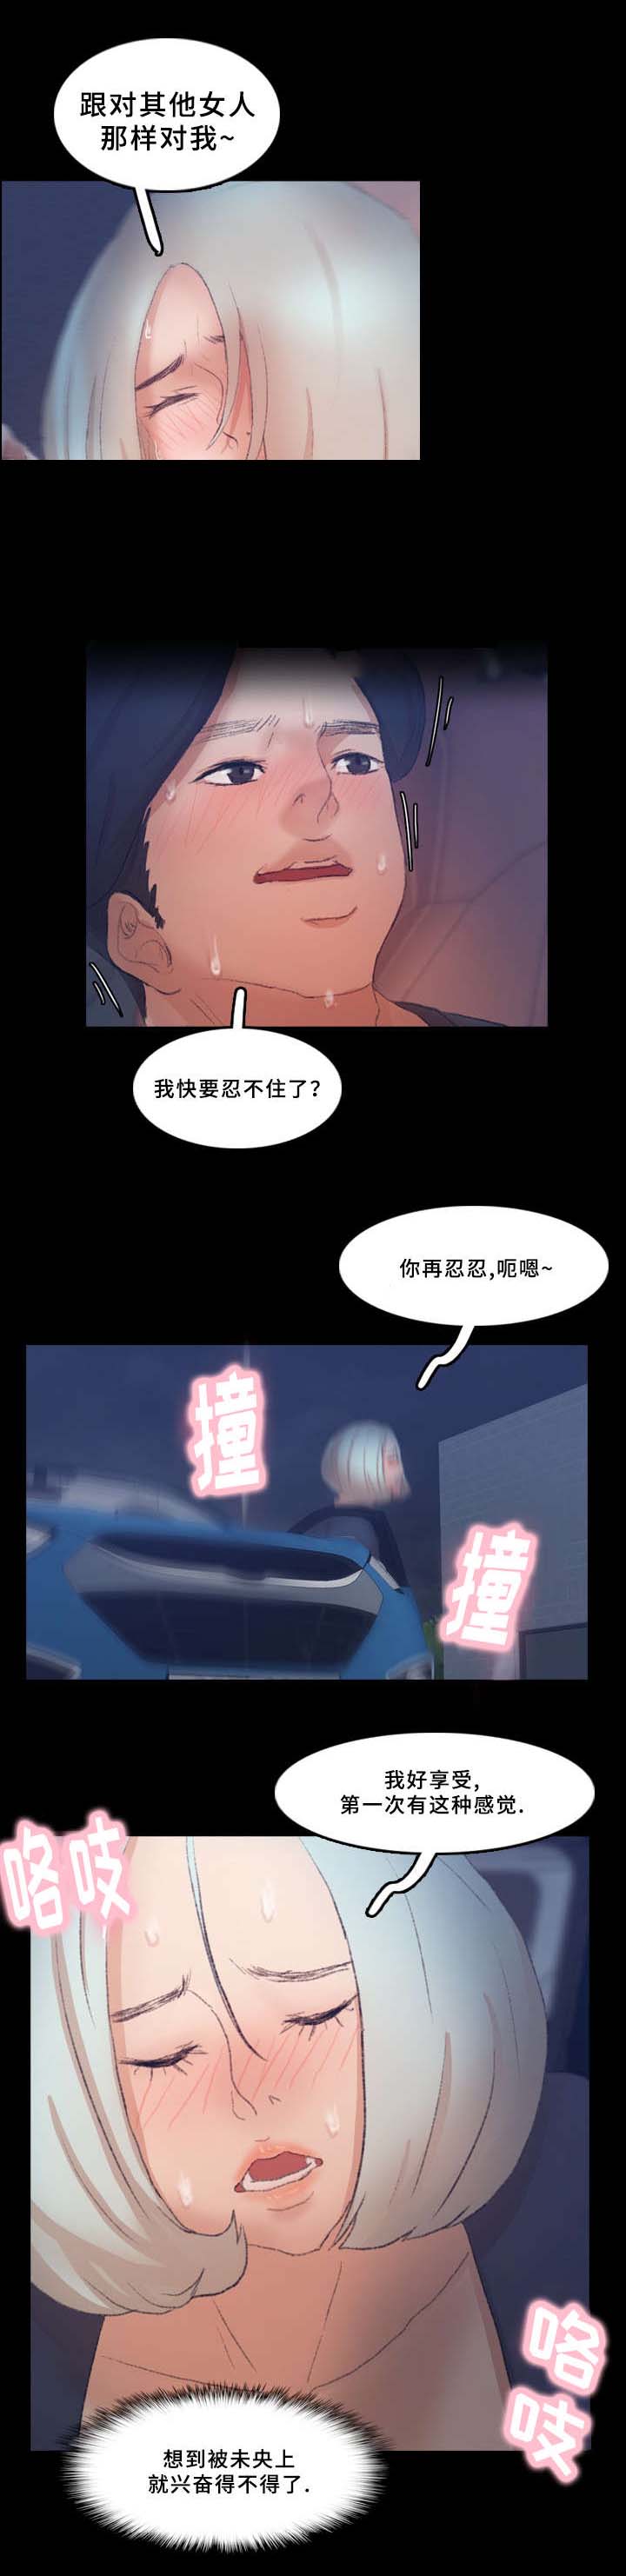 跟对其他女人
那样对我~
我快要忍不住了?
你再忍忍,呃嗯~
撞
撞
我好享受,
第一次有这种感觉.
咯吱
咯
吱
想到被未央上
就兴奋得不得了.